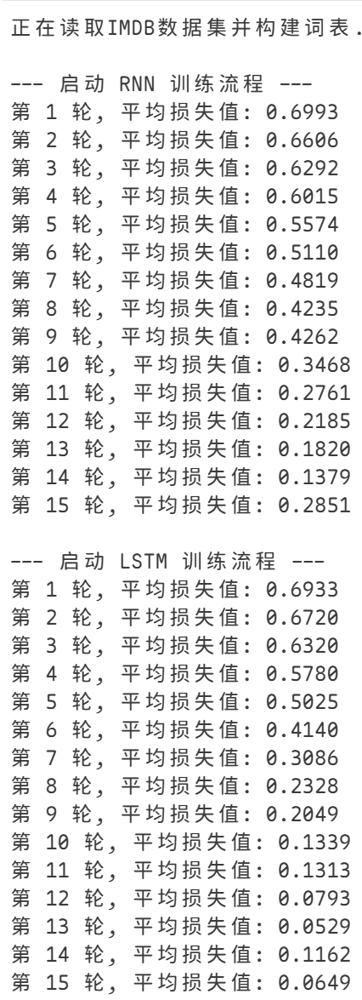 正在读取IMDB数据集并构建词表.
--- 启动 RNN 训练流程 ---
第 1 轮, 平均损失值: 0.6993
第 2 轮, 平均损失值: 0.6606
第 3 轮, 平均损失值: 0.6292
第 4 轮, 平均损失值: 0.6015
第 5 轮, 平均损失值: 0.5574
第 6 轮, 平均损失值: 0.5110
第 7 轮, 平均损失值: 0.4819
第 8 轮, 平均损失值: 0.4235
第 9 轮, 平均损失值: 0.4262
第 10 轮, 平均损失值: 0.3468
第 11 轮, 平均损失值: 0.2761
第 12 轮, 平均损失值: 0.2185
第 13 轮, 平均损失值: 0.1820
第 14 轮, 平均损失值: 0.1379
第 15 轮, 平均损失值: 0.2851
--- 启动 LSTM 训练流程 ---
第 1 轮, 平均损失值: 0.6933
第 2 轮, 平均损失值: 0.6720
第 3 轮, 平均损失值: 0.6320
第 4 轮, 平均损失值: 0.5780
第 5 轮, 平均损失值: 0.5025
第 6 轮, 平均损失值: 0.4140
第 7 轮, 平均损失值: 0.3086
第 8 轮, 平均损失值: 0.2328
第 9 轮, 平均损失值: 0.2049
第 10 轮, 平均损失值: 0.1339
第 11 轮, 平均损失值: 0.1313
第 12 轮, 平均损失值: 0.0793
第 13 轮, 平均损失值: 0.0529
第 14 轮, 平均损失值: 0.1162
第 15 轮, 平均损失值: 0.0649